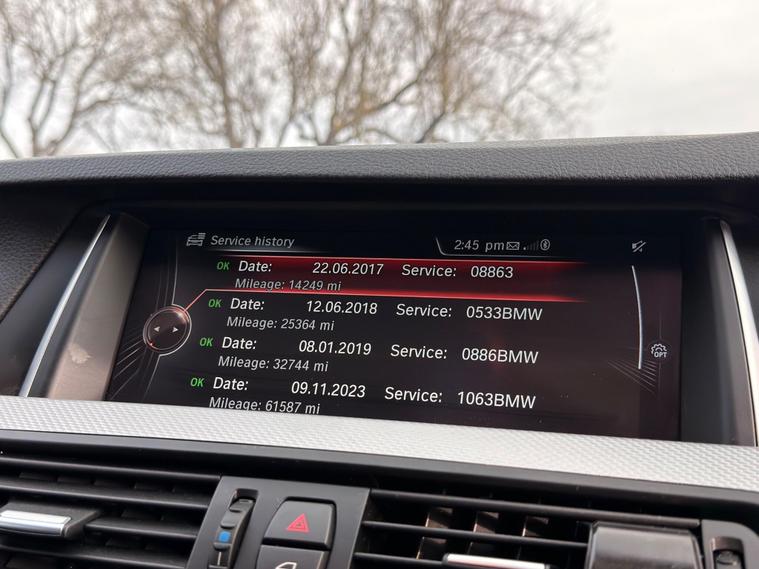 Service history 2:45 pm
OK Date: 22.06.2017 Service: 08863
Mileage: 14249 mi
OK Date: 12.06.2018 Service: 0533BMW
Mileage: 25364 mi
OK Date: 08.01.2019 Service: 0886BMW
Mileage: 32744 mi
OK Date: 09.11.2023 Service: 1063BMW
Mileage: 61587 mi
OPT